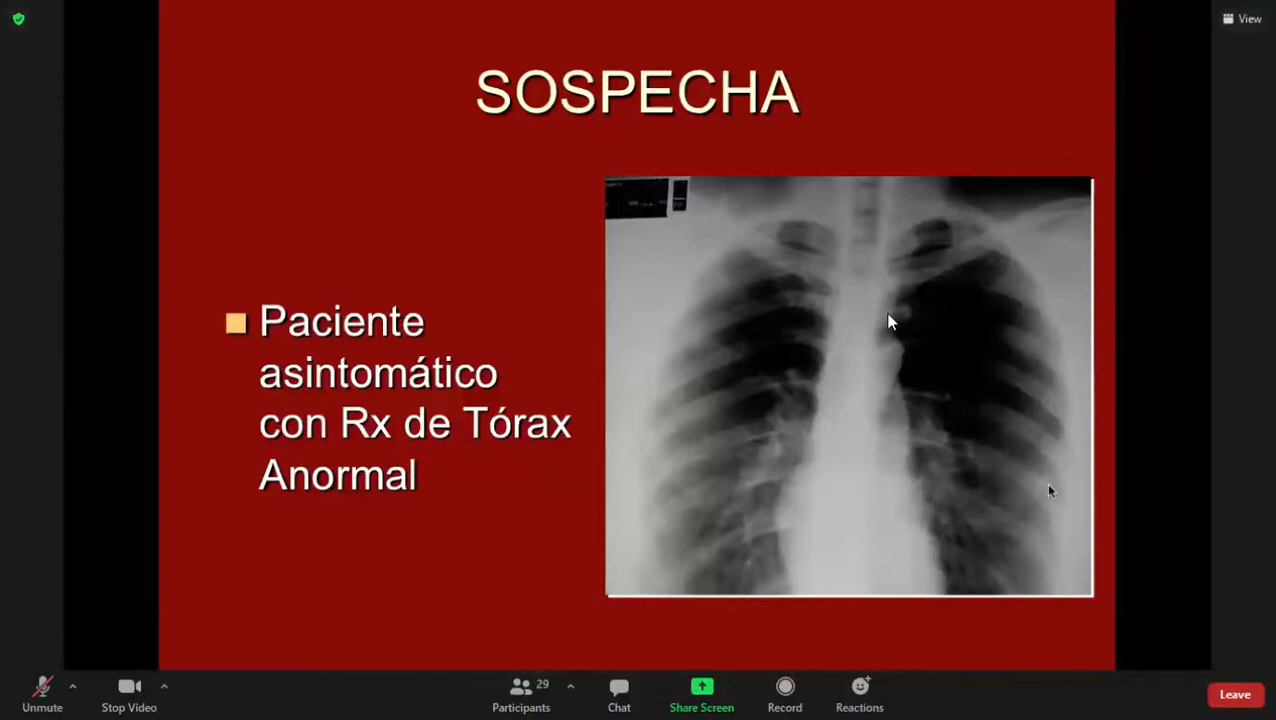 View
SOSPECHA
Paciente
asintomático
con Rx de Tórax
Anormal
Unmute
Stop Video
29
Participants
Chat
Share Screen
Record
Reactions
Leave